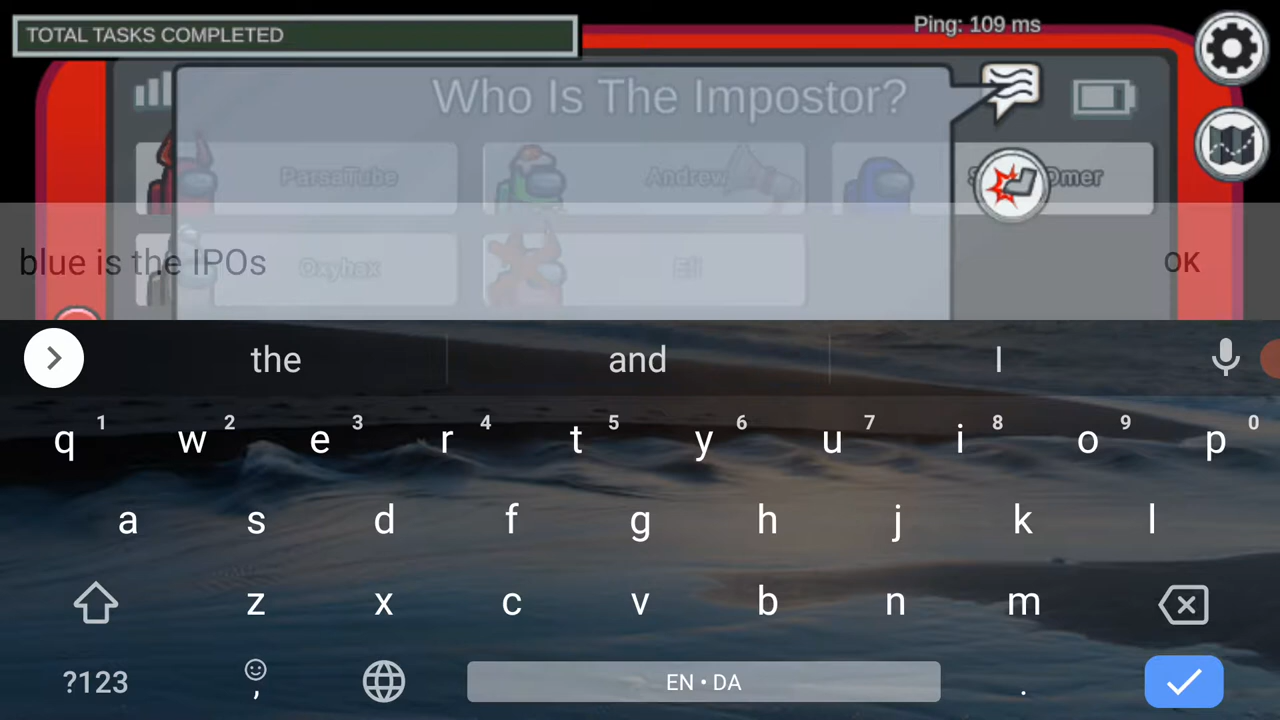 TOTAL TASKS COMPLETED
Ping: 109 ms
Who Is The Impostor?
ParsaiTube
Andrew
Omer
Oxyhax
Eli
blue is the IPOs
OK
the and I
1 2 3 4 5 6 7 8 9 0
q w e r t y u i o p
a s d f g h j k l
z x c v b n m
?123 , EN • DA .